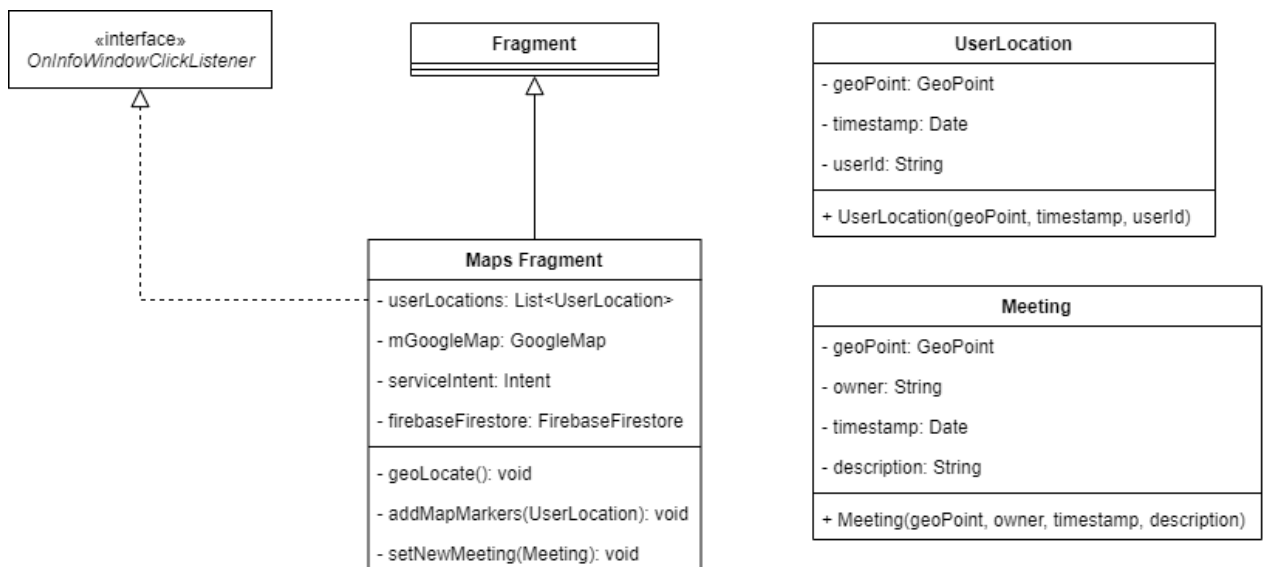 «interface»
OnInfoWindowClickListener
Fragment
Maps Fragment
- userLocations: List<UserLocation>
- mGoogleMap: GoogleMap
- serviceIntent: Intent
- firebaseFirestore: FirebaseFirestore
- geoLocate(): void
- addMapMarkers(UserLocation): void
- setNewMeeting(Meeting): void
UserLocation
- geoPoint: GeoPoint
- timestamp: Date
- userId: String
+ UserLocation(geoPoint, timestamp, userId)
Meeting
- geoPoint: GeoPoint
- owner: String
- timestamp: Date
- description: String
+ Meeting(geoPoint, owner, timestamp, description)